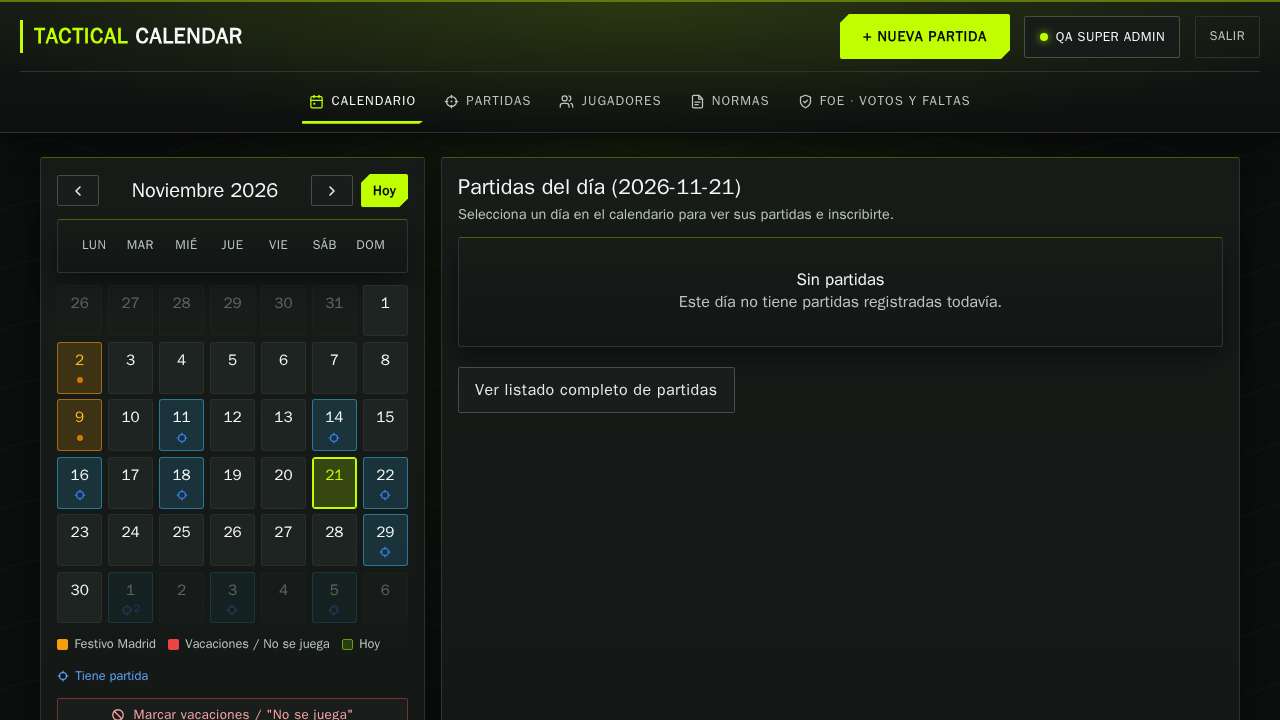 TACTICAL CALENDAR
+ NUEVA PARTIDA
QA SUPER ADMIN
SALIR
CALENDARIO
PARTIDAS
JUGADORES
NORMAS
FOE · VOTOS Y FALTAS
Noviembre 2026
Hoy
LUN MAR MIÉ JUE VIE SÁB DOM
26 27 28 29 30 31 1
2 3 4 5 6 7 8
9 10 11 12 13 14 15
16 17 18 19 20 21 22
23 24 25 26 27 28 29
30 1 2 3 4 5 6
2
Festivo Madrid
Vacaciones / No se juega
Hoy
Tiene partida
Marcar vacaciones / "No se juega"
Partidas del día (2026-11-21)
Selecciona un día en el calendario para ver sus partidas e inscribirte.
Sin partidas
Este día no tiene partidas registradas todavía.
Ver listado completo de partidas